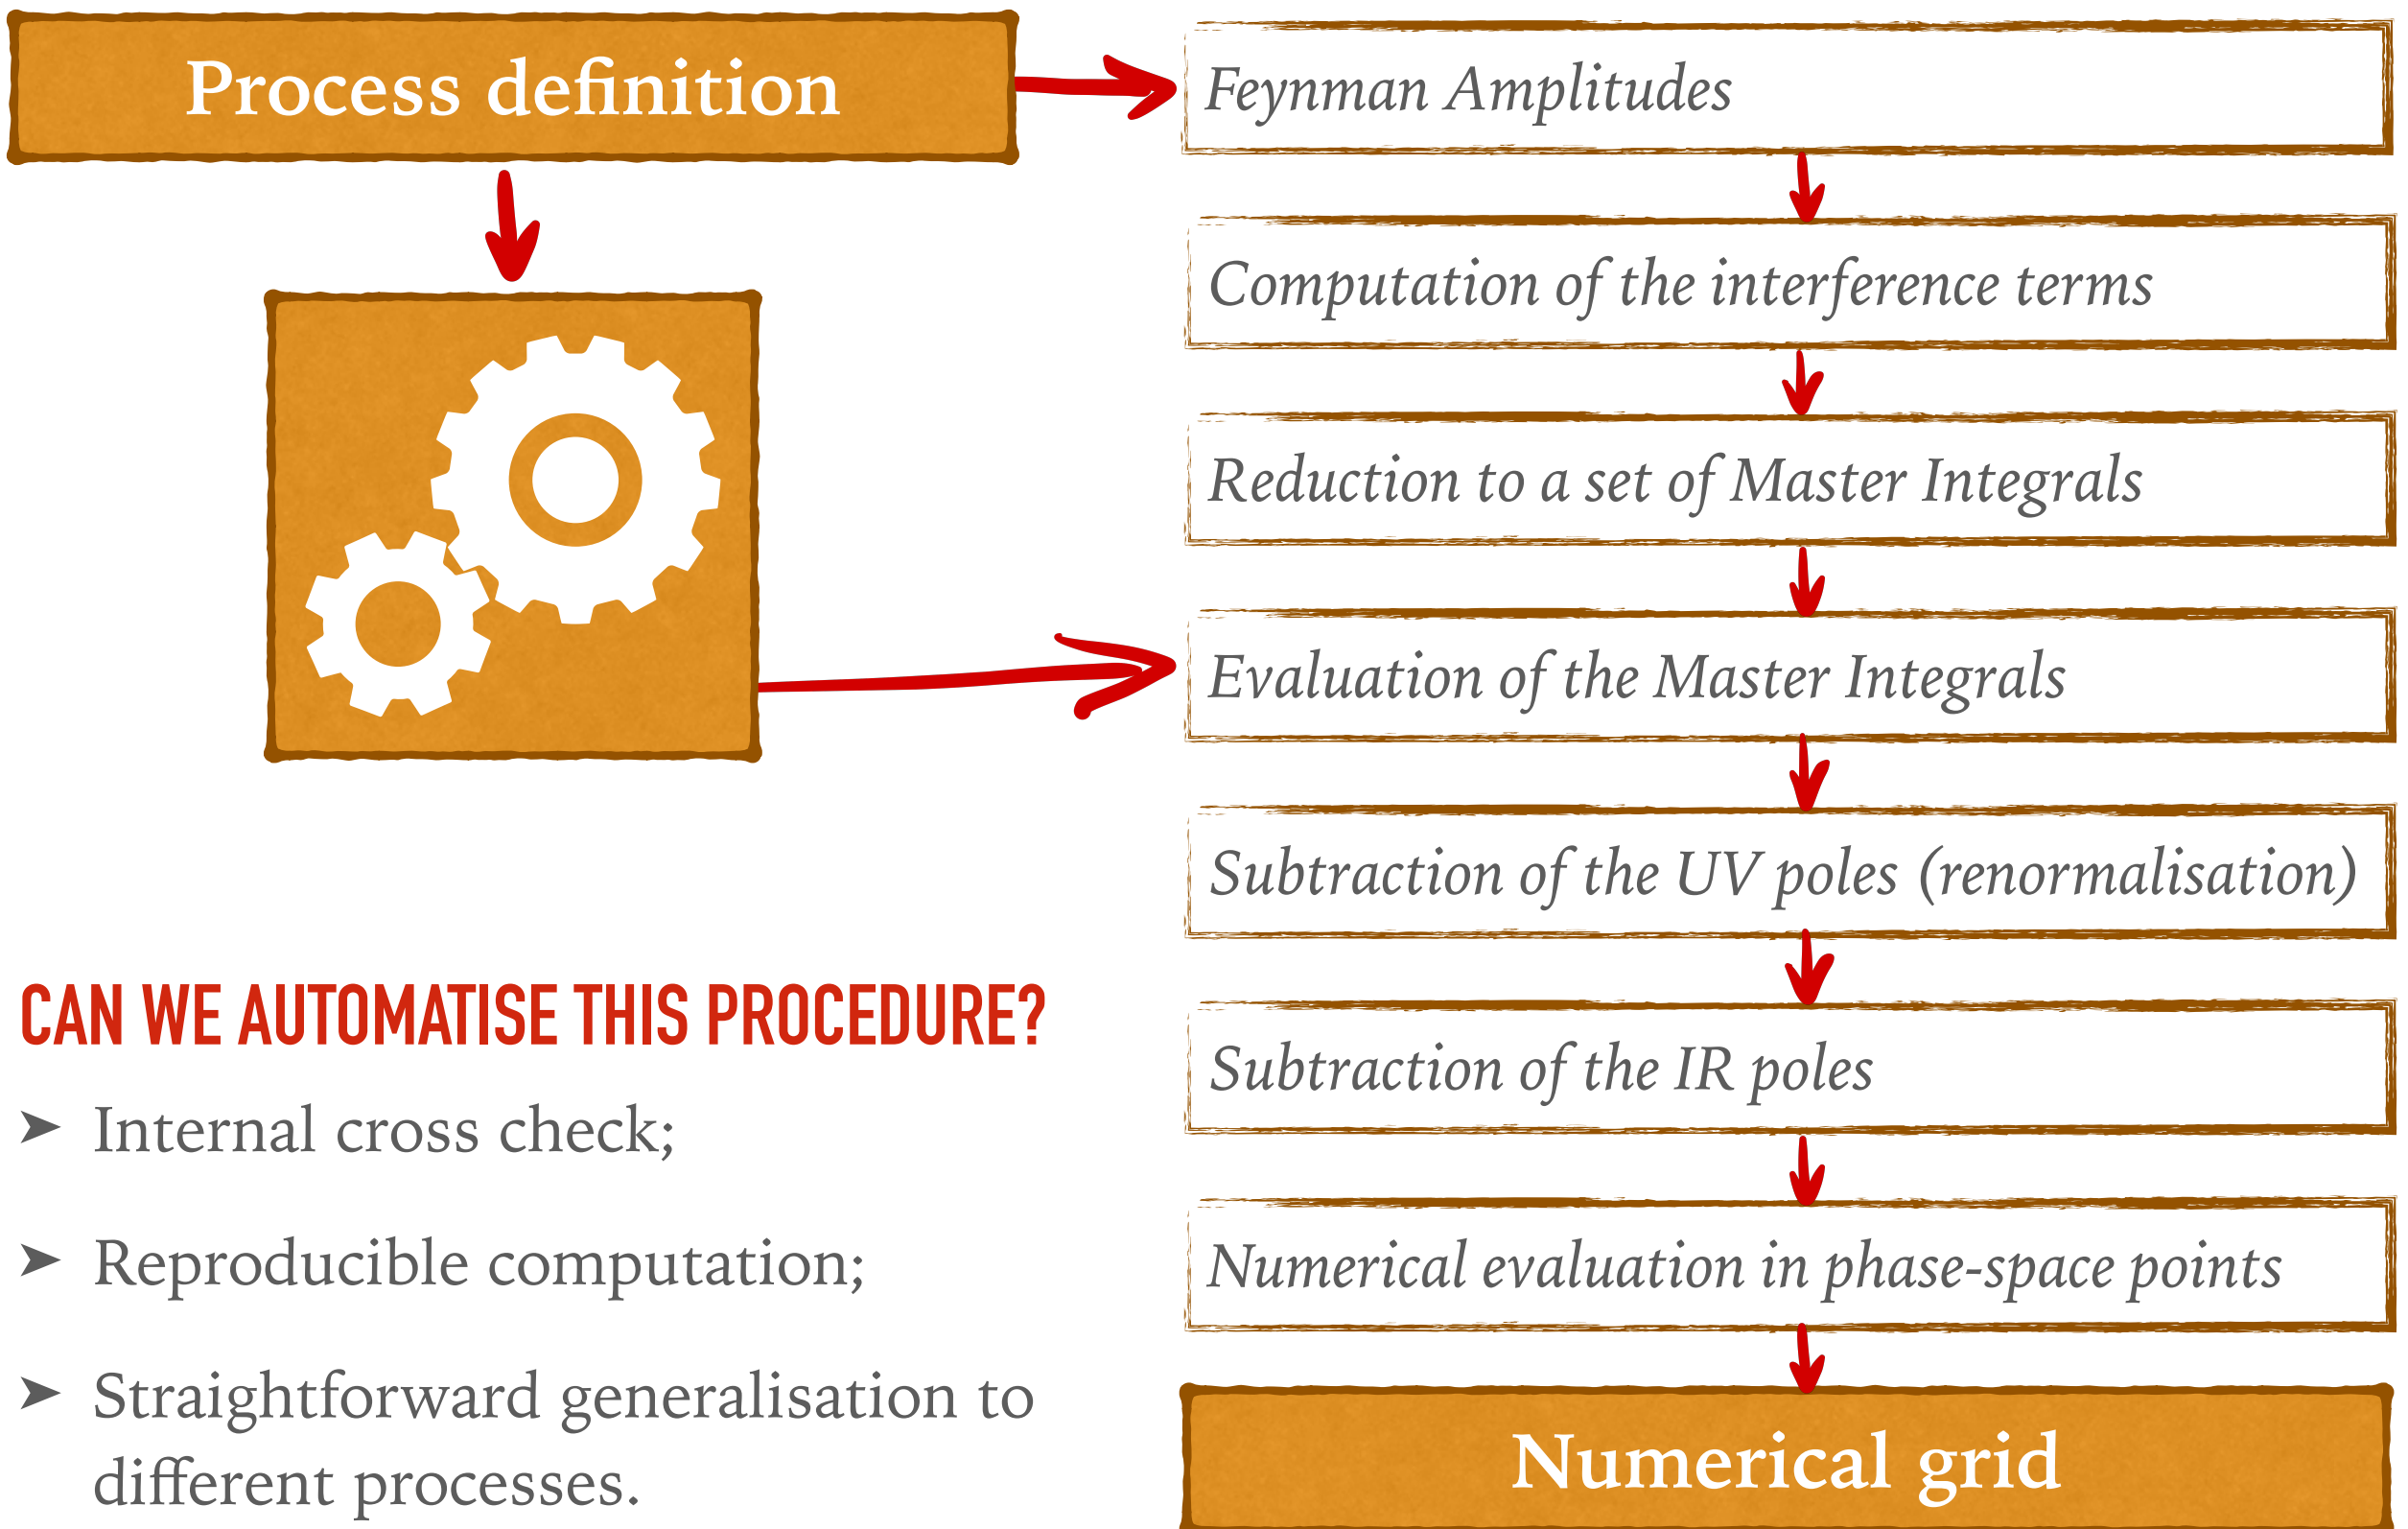 Process definition
Feynman Amplitudes
Computation of the interference terms
Reduction to a set of Master Integrals
Evaluation of the Master Integrals
Subtraction of the UV poles (renormalisation)
Subtraction of the IR poles
Numerical evaluation in phase-space points
Numerical grid
CAN WE AUTOMATISE THIS PROCEDURE?
➤ Internal cross check;
➤ Reproducible computation;
➤ Straightforward generalisation to
different processes.